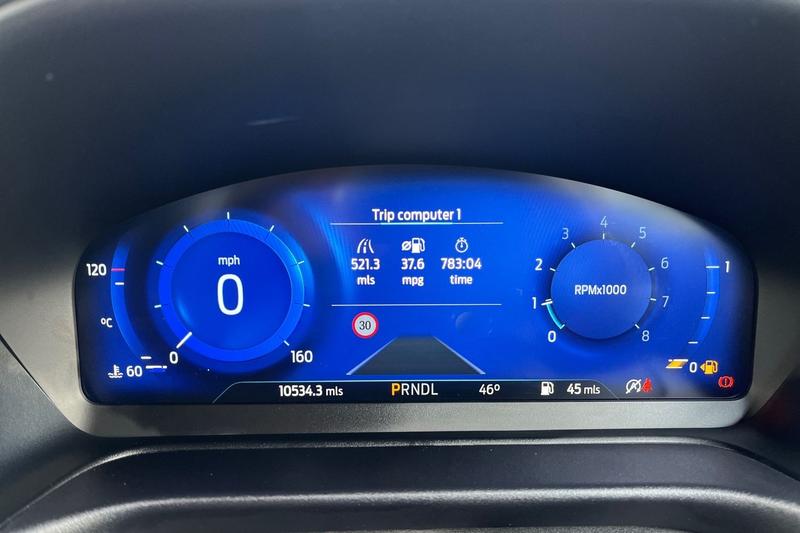 Trip computer 1
521.3 37.6 783:04
mls mpg time
mph
0
0 160
120
°C
60
30
0 1 2 3 4 5 6 7 8
RPMx1000
1
0
10534.3 mls PRNDL 46° 45 mls